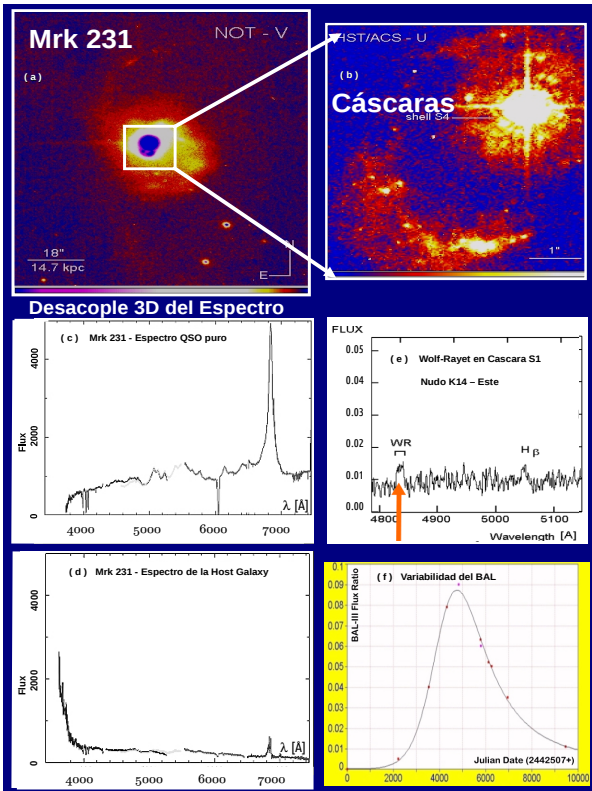 Mrk 231
NOT - V
( a )
18"
14.7 kpc
N
E
HST/ACS - U
( b )
Cáscaras
shell S4
1"
Desacople 3D del Espectro
( c ) Mrk 231 - Espectro QSO puro
Flux
4000
2000
0
λ [Å]
4000 5000 6000 7000
FLUX
( e ) Wolf-Rayet en Cascara S1
Nudo K14 – Este
0.05
0.04
0.03
0.02
0.01
0.00
WR
H β
4800 4900 5000 5100
Wavelength [A]
( d ) Mrk 231 - Espectro de la Host Galaxy
Flux
4000
2000
0
λ [Å]
4000 5000 6000 7000
( f ) Variabilidad del BAL
BAL-III Flux Ratio
0.1
0.09
0.08
0.07
0.06
0.05
0.04
0.03
0.02
0.01
0
Julian Date (2442507+)
0 2000 4000 6000 8000 10000